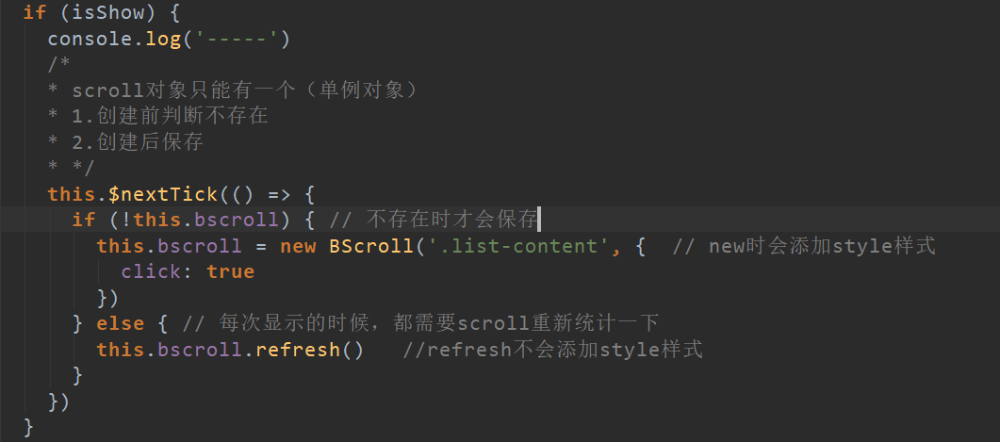 if (isShow) {
console.log('-----')
/*
* scroll对象只能有一个（单例对象）
* 1.创建前判断不存在
* 2.创建后保存
* */
this.$nextTick(() => {
if (!this.bscroll) { // 不存在时才会保存
this.bscroll = new BScroll('.list-content', {  // new时会添加style样式
click: true
})
} else { // 每次显示的时候，都需要scroll重新统计一下
this.bscroll.refresh()   //refresh不会添加style样式
}
})
}